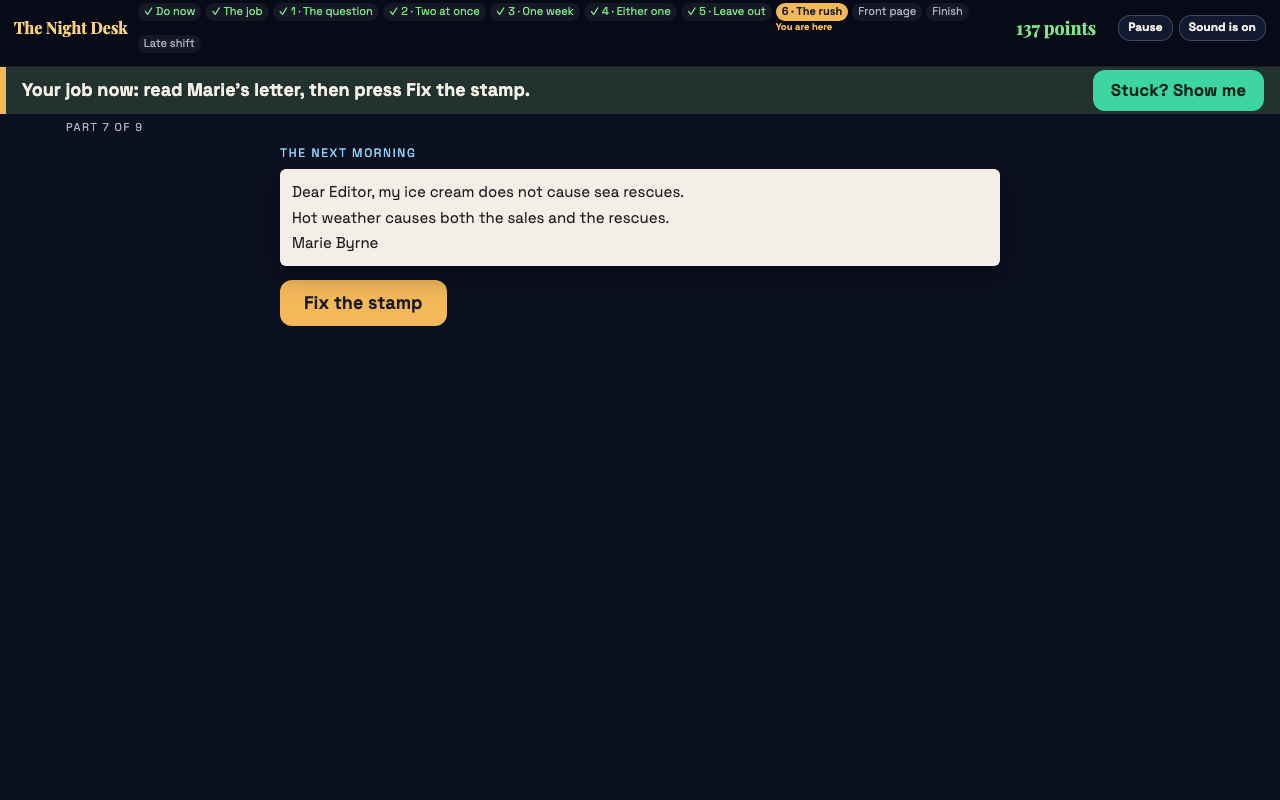 The Night Desk
✓ Do now
✓ The job
✓ 1 · The question
✓ 2 · Two at once
✓ 3 · One week
✓ 4 · Either one
✓ 5 · Leave out
6 · The rush
You are here
Front page
Finish
Late shift
137 points
Pause
Sound is on
Your job now: read Marie’s letter, then press Fix the stamp.
Stuck? Show me
PART 7 OF 9
THE NEXT MORNING
Dear Editor, my ice cream does not cause sea rescues.
Hot weather causes both the sales and the rescues.
Marie Byrne
Fix the stamp